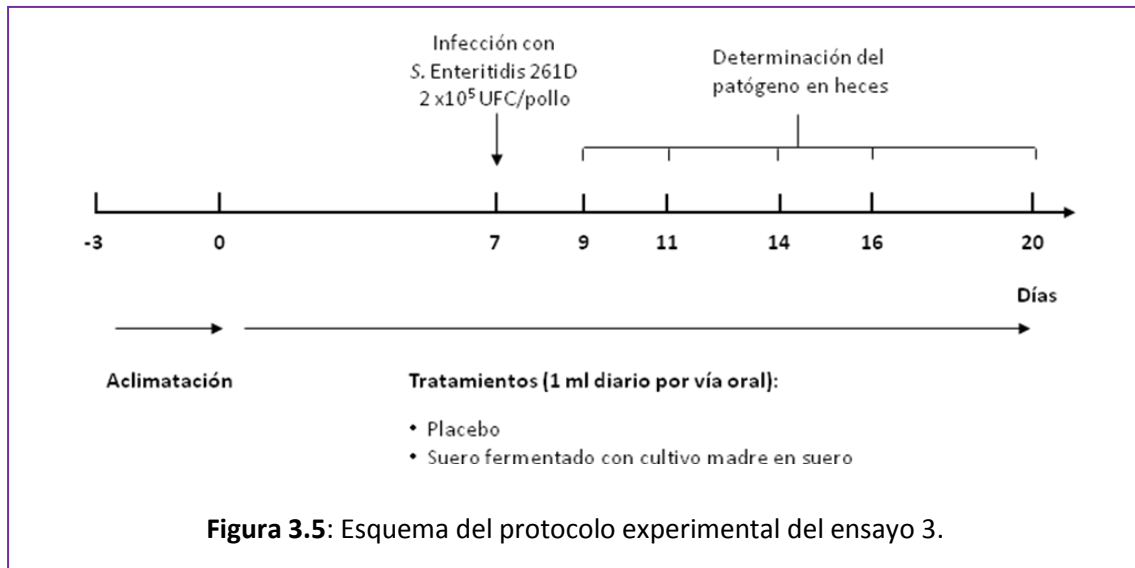 Infección con
S. Enteritidis 261D
2 x10⁵ UFC/pollo
Determinación del
patógeno en heces
-3 0 7 9 11 14 16 20
Días
Aclimatación
Tratamientos (1 ml diario por vía oral):
• Placebo
• Suero fermentado con cultivo madre en suero
Figura 3.5: Esquema del protocolo experimental del ensayo 3.